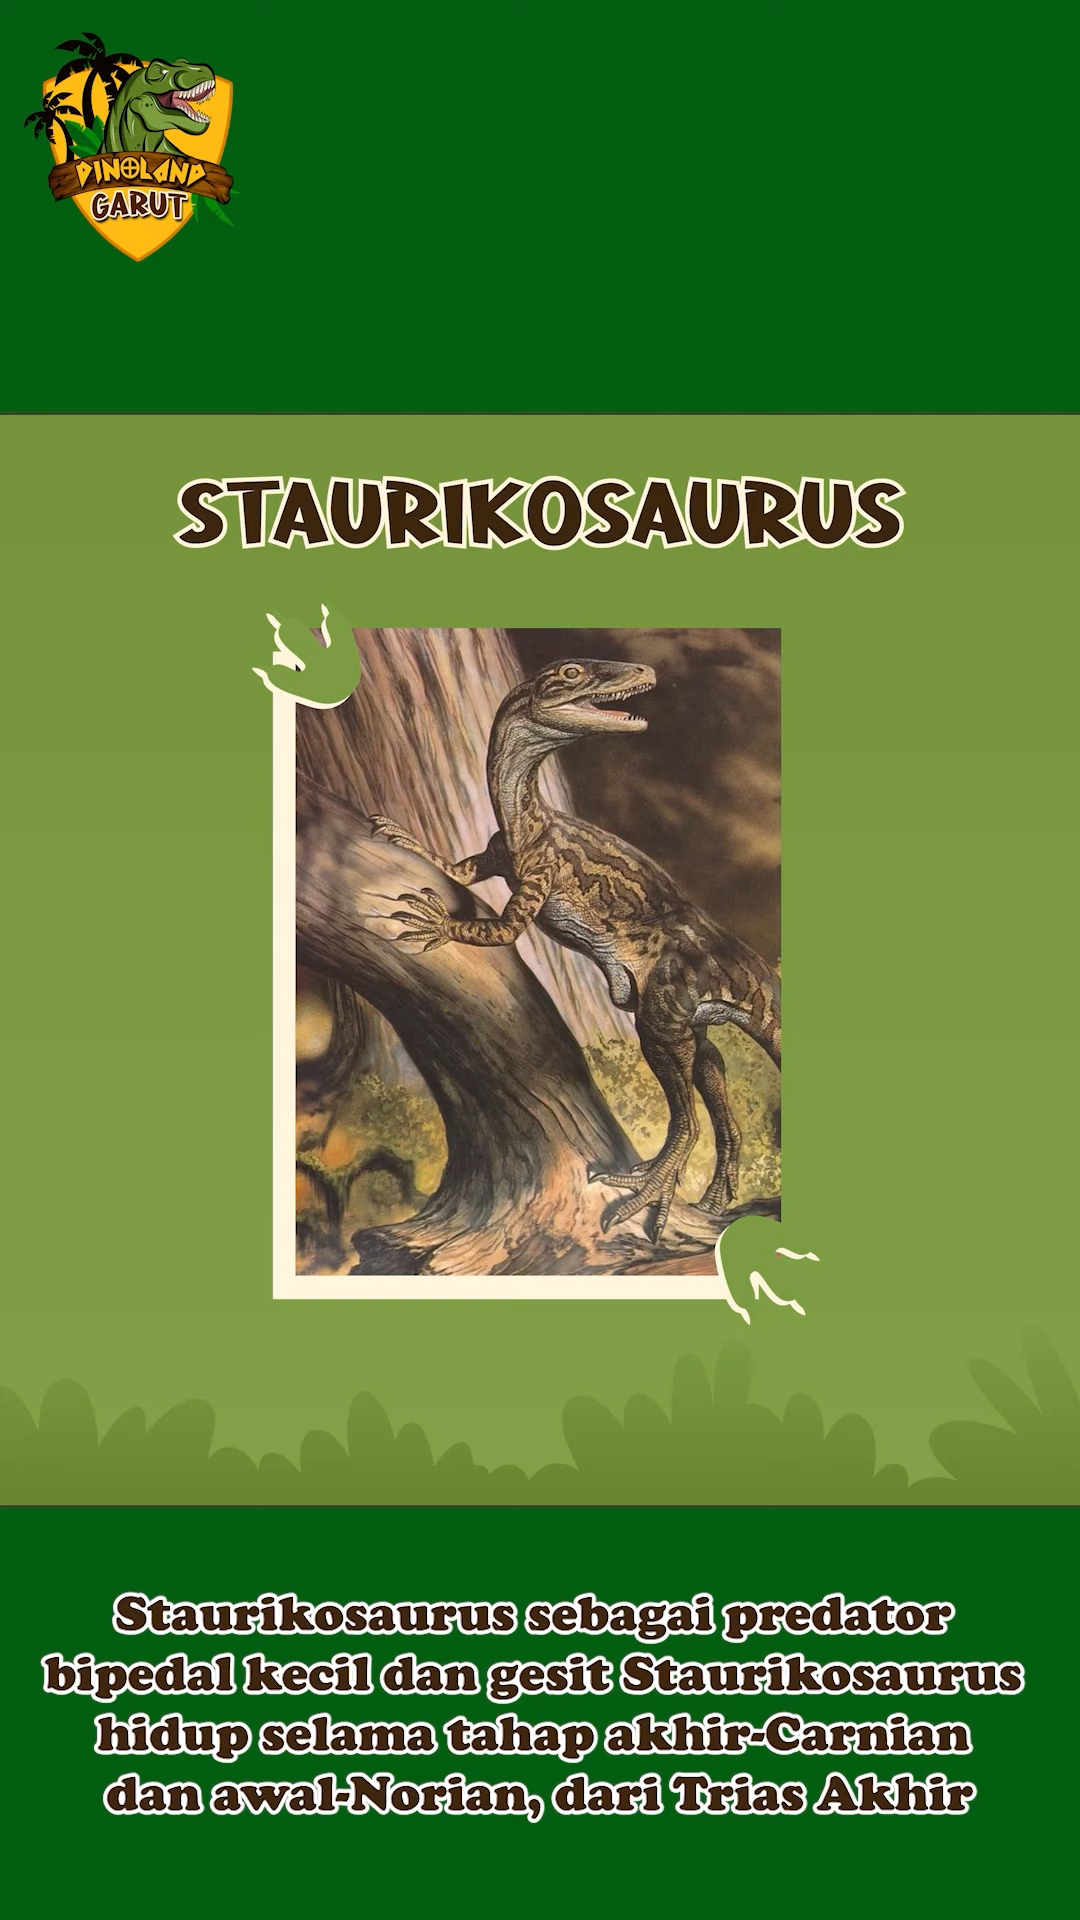 DINOLAND
GARUT
STAURIKOSAURUS
Staurikosaurus sebagai predator
bipedal kecil dan gesit Staurikosaurus
hidup selama tahap akhir-Carnian
dan awal-Norian, dari Trias Akhir